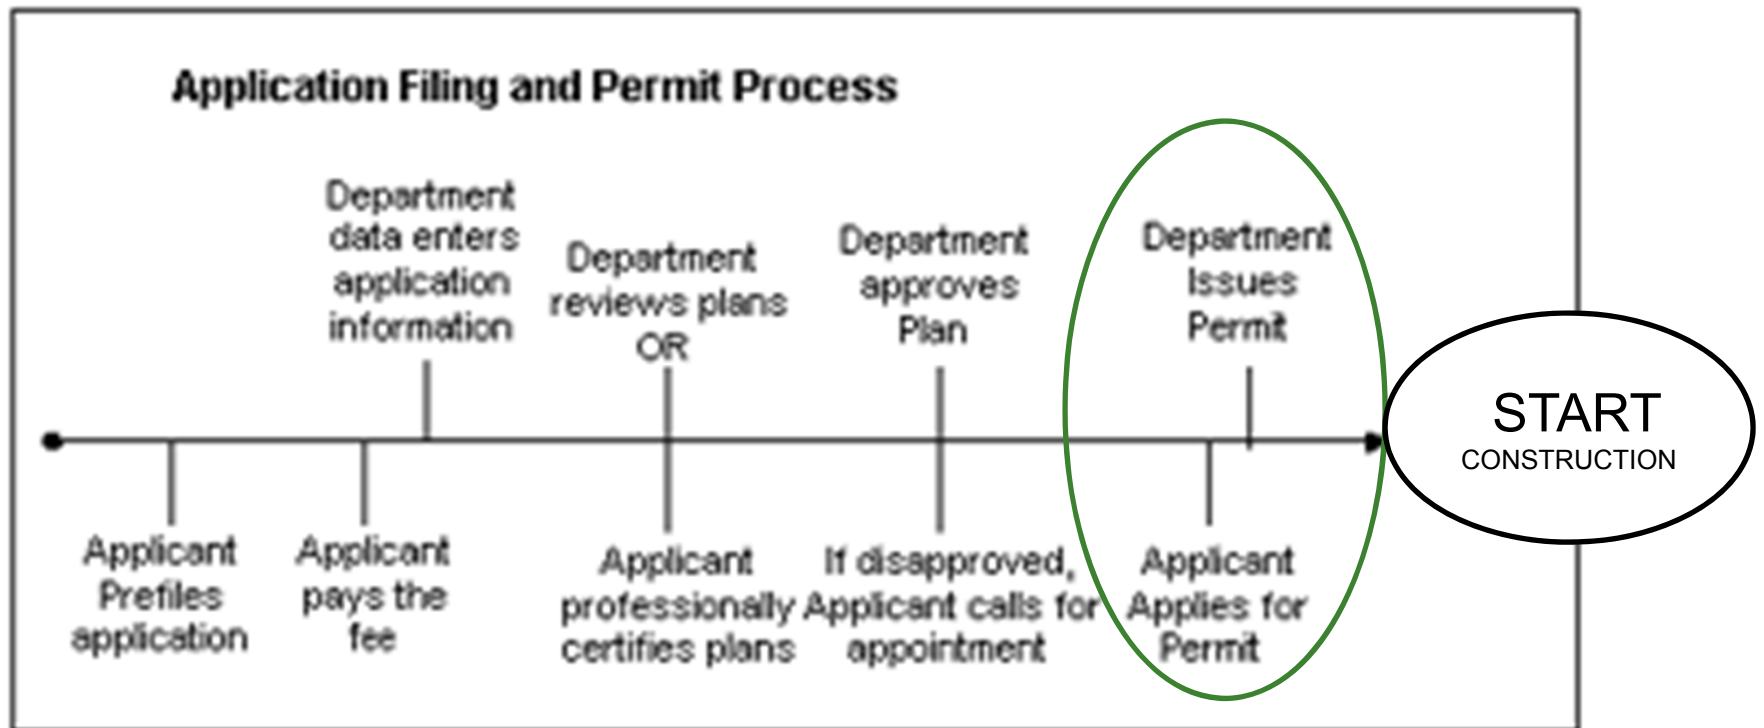 Application Filing and Permit Process
Department
data enters
application
information
Department
reviews plans
OR
Department
approves
Plan
Department
Issues
Permit
START
CONSTRUCTION
Applicant
Prefiles
application
Applicant
pays the
fee
Applicant
professionally
certifies plans
If disapproved,
Applicant calls for
appointment
Applicant
Applies for
Permit